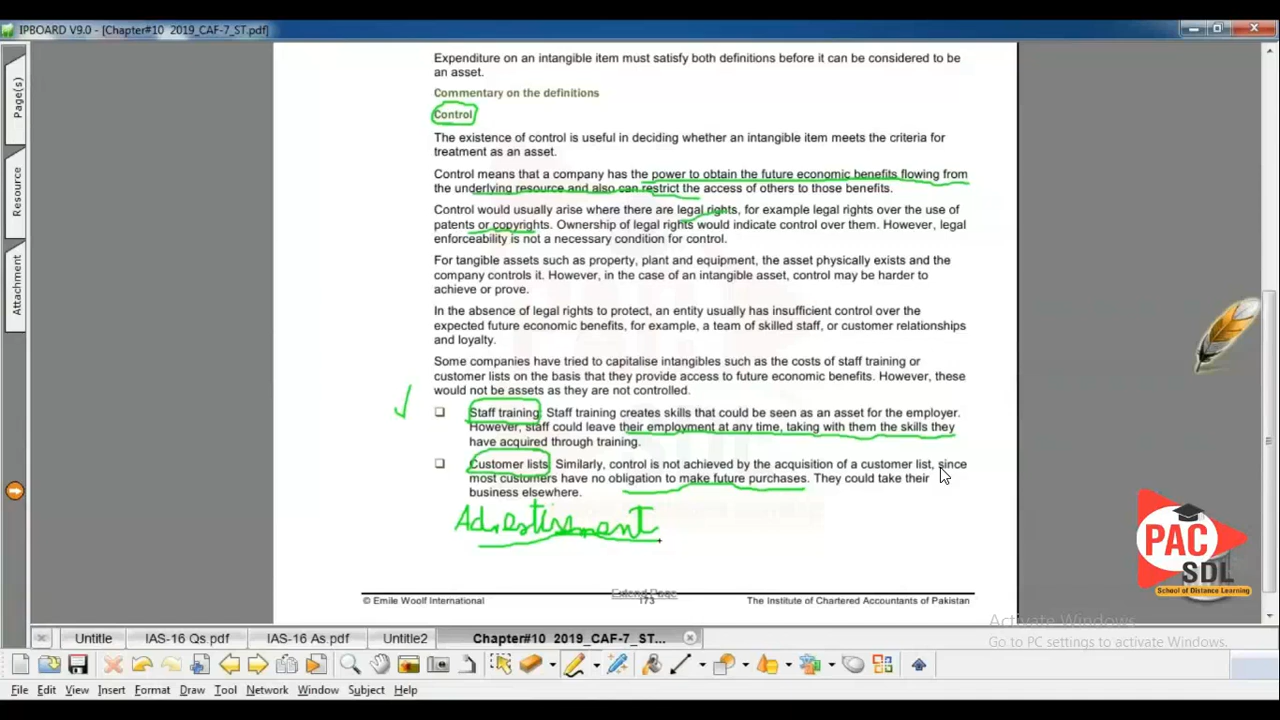 IPBOARD V9.0 - [Chapter#10 2019_CAF-7_ST.pdf]
Page(s)
Resource
Attachment
Expenditure on an intangible item must satisfy both definitions before it can be considered to be
an asset.
Commentary on the definitions
Control
The existence of control is useful in deciding whether an intangible item meets the criteria for
treatment as an asset.
Control means that a company has the power to obtain the future economic benefits flowing from
the underlying resource and also can restrict the access of others to those benefits.
Control would usually arise where there are legal rights, for example legal rights over the use of
patents or copyrights. Ownership of legal rights would indicate control over them. However, legal
enforceability is not a necessary condition for control.
For tangible assets such as property, plant and equipment, the asset physically exists and the
company controls it. However, in the case of an intangible asset, control may be harder to
achieve or prove.
In the absence of legal rights to protect, an entity usually has insufficient control over the
expected future economic benefits, for example, a team of skilled staff, or customer relationships
and loyalty.
Some companies have tried to capitalise intangibles such as the costs of staff training or
customer lists on the basis that they provide access to future economic benefits. However, these
would not be assets as they are not controlled.
Staff training: Staff training creates skills that could be seen as an asset for the employer.
However, staff could leave their employment at any time, taking with them the skills they
have acquired through training.
Customer lists: Similarly, control is not achieved by the acquisition of a customer list, since
most customers have no obligation to make future purchases. They could take their
business elsewhere.
© Emile Woolf International Extend Page 173 The Institute of Chartered Accountants of Pakistan
PAC
SDL
School of Distance Learning
Activate Windows
Go to PC settings to activate Windows.
Untitle IAS-16 Qs.pdf IAS-16 As.pdf Untitle2 Chapter#10 2019_CAF-7_ST...
File Edit View Insert Format Draw Tool Network Window Subject Help